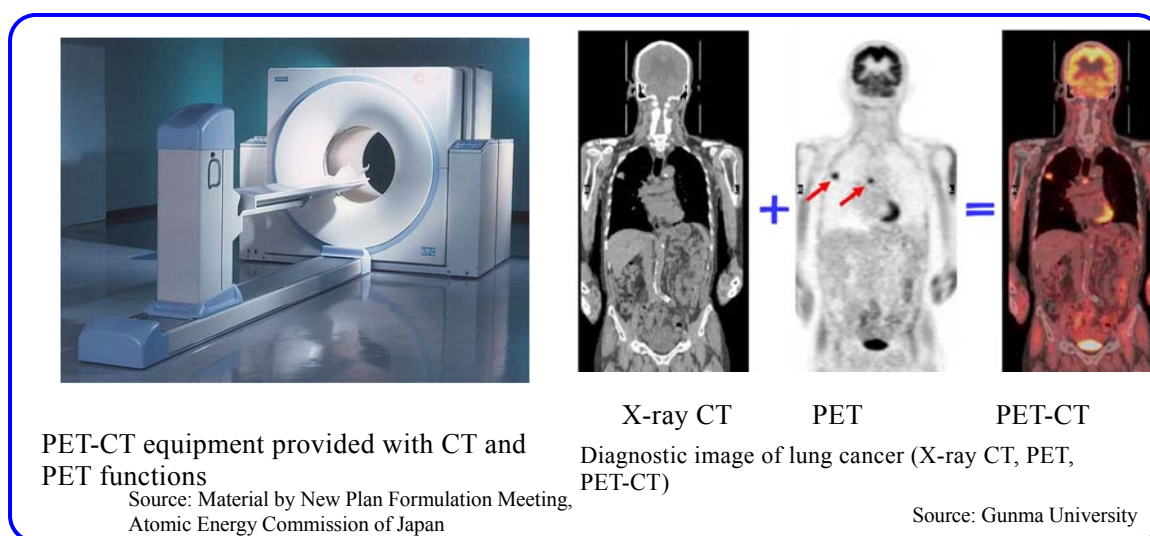 +
=
X-ray CT
PET
PET-CT
PET-CT equipment provided with CT and
PET functions
Source: Material by New Plan Formulation Meeting,
Atomic Energy Commission of Japan
Diagnostic image of lung cancer (X-ray CT, PET,
PET-CT)
Source: Gunma University